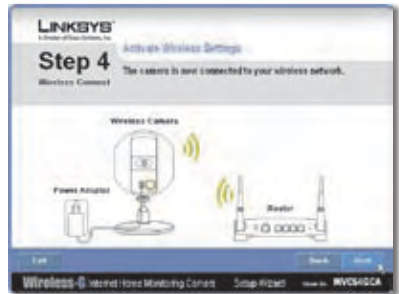 LINKSYS
A Division of Cisco Systems, Inc.
Activate Wireless Settings
Step 4
Wireless Connect
The camera is now connected to your wireless network.
Wireless Camera
Power Adapter
Router
Exit
Back
Next
Wireless-G Internet Home Monitoring Camera Setup Wizard Model No. WVC54GCA